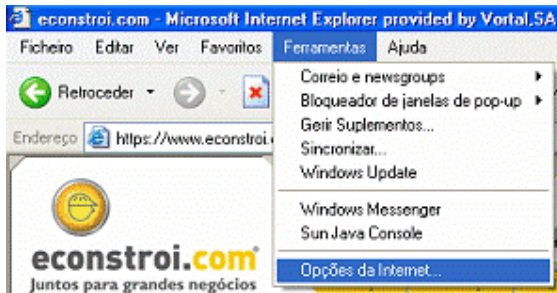 econstroi.com - Microsoft Internet Explorer provided by Vortal,SA
Ficheiro Editar Ver Favoritos Ferramentas Ajuda
Retroceder
Endereço https://www.econstroi.
Correio e newsgroups
Bloqueador de janelas de pop-up
Gerir Suplementos...
Sincronizar...
Windows Update
Windows Messenger
Sun Java Console
Opções da Internet...
econstroi.com
Juntos para grandes negócios